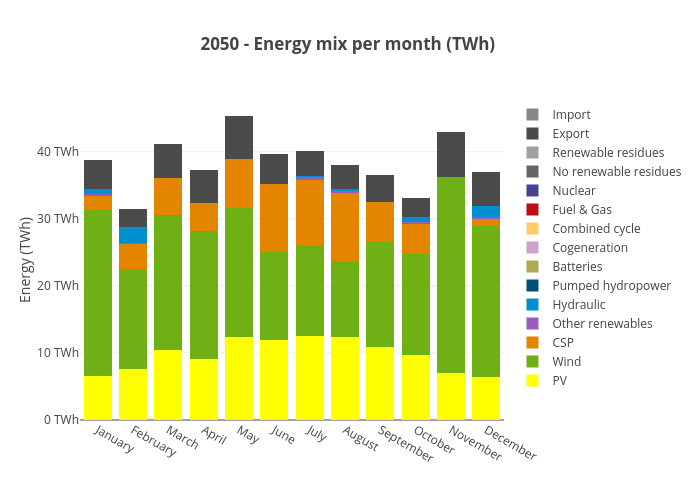 2050 - Energy mix per month (TWh)
Energy (TWh)
40 TWh
30 TWh
20 TWh
10 TWh
0 TWh
January
February
March
April
May
June
July
August
September
October
November
December
Import
Export
Renewable residues
No renewable residues
Nuclear
Fuel & Gas
Combined cycle
Cogeneration
Batteries
Pumped hydropower
Hydraulic
Other renewables
CSP
Wind
PV